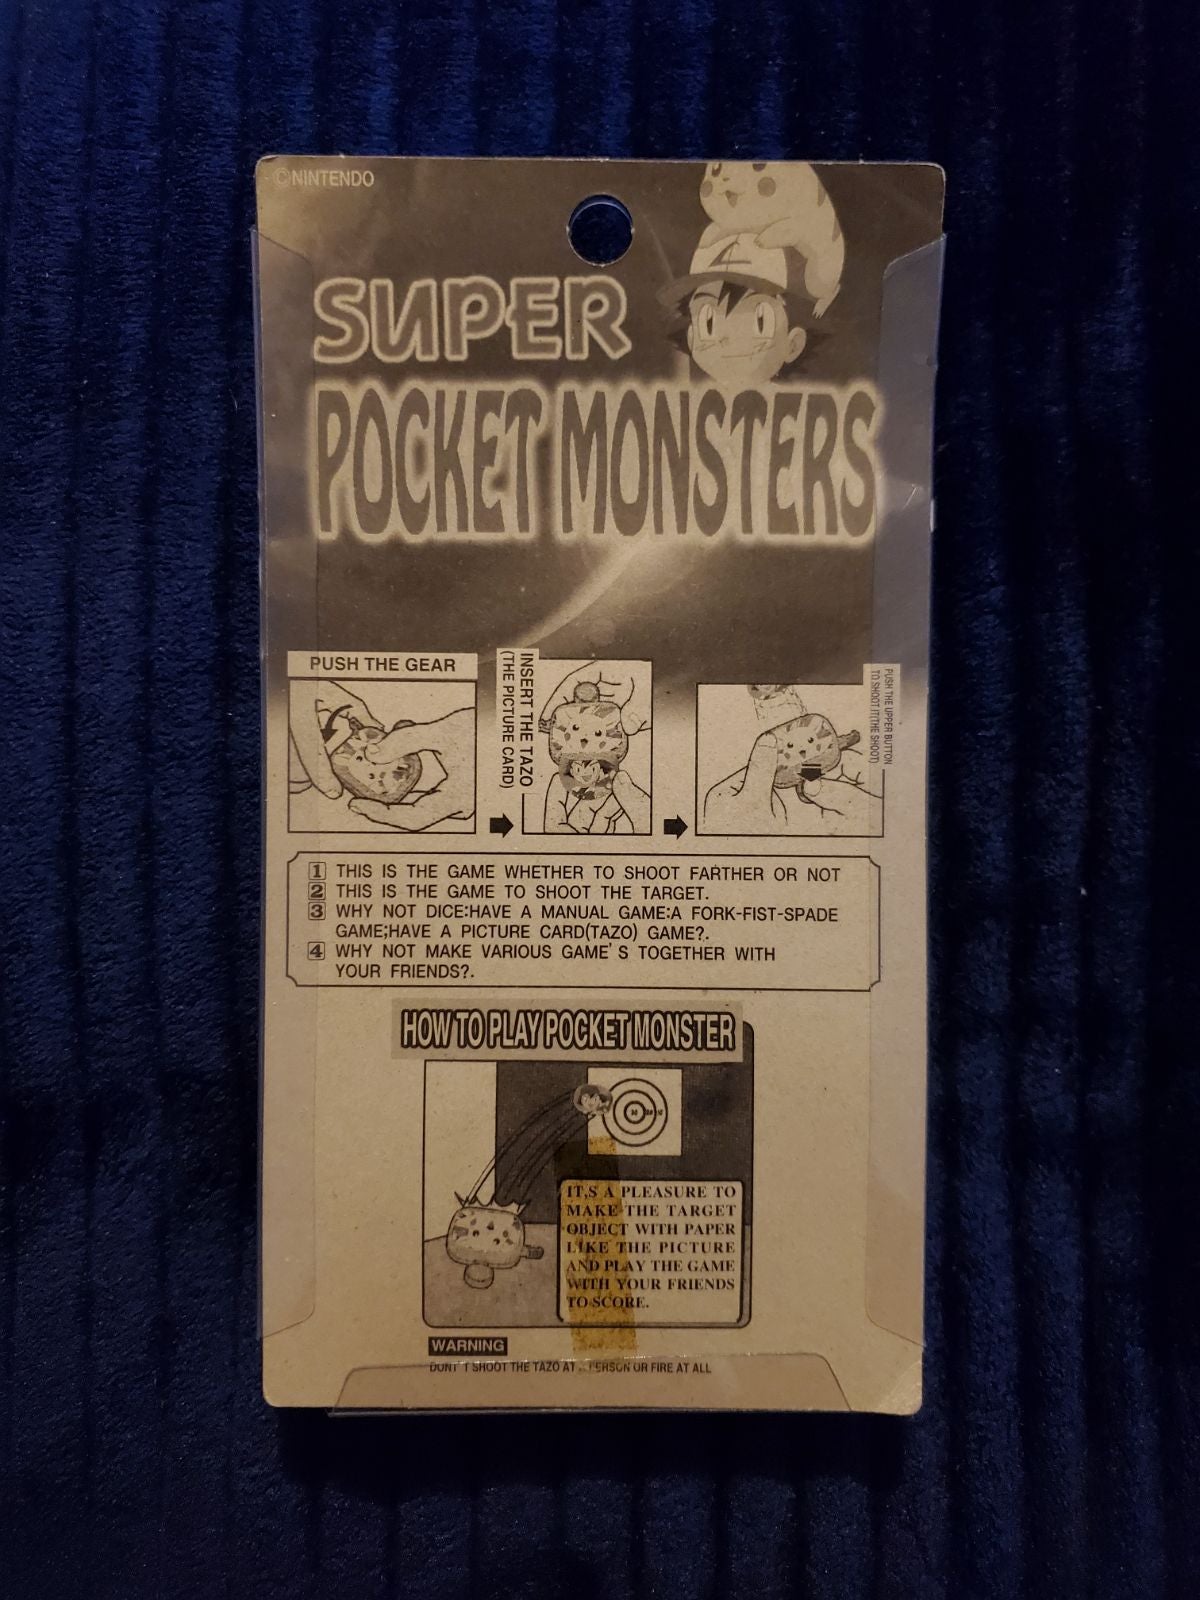 ©NINTENDO
SUPER
POCKET MONSTERS
PUSH THE GEAR
INSERT THE TAZO
(THE PICTURE CARD)
PUSH THE UPPER BUTTON
TO SHOOT IT(THE SHOOT)
1 THIS IS THE GAME WHETHER TO SHOOT FARTHER OR NOT
2 THIS IS THE GAME TO SHOOT THE TARGET.
3 WHY NOT DICE:HAVE A MANUAL GAME:A FORK-FIST-SPADE
GAME;HAVE A PICTURE CARD(TAZO) GAME?.
4 WHY NOT MAKE VARIOUS GAME'S TOGETHER WITH
YOUR FRIENDS?.
HOW TO PLAY POCKET MONSTER
IT,S A PLEASURE TO
MAKE THE TARGET
OBJECT WITH PAPER
LIKE THE PICTURE
AND PLAY THE GAME
WITH YOUR FRIENDS
TO SCORE.
WARNING
DONT'T SHOOT THE TAZO AT PERSON OR FIRE AT ALL